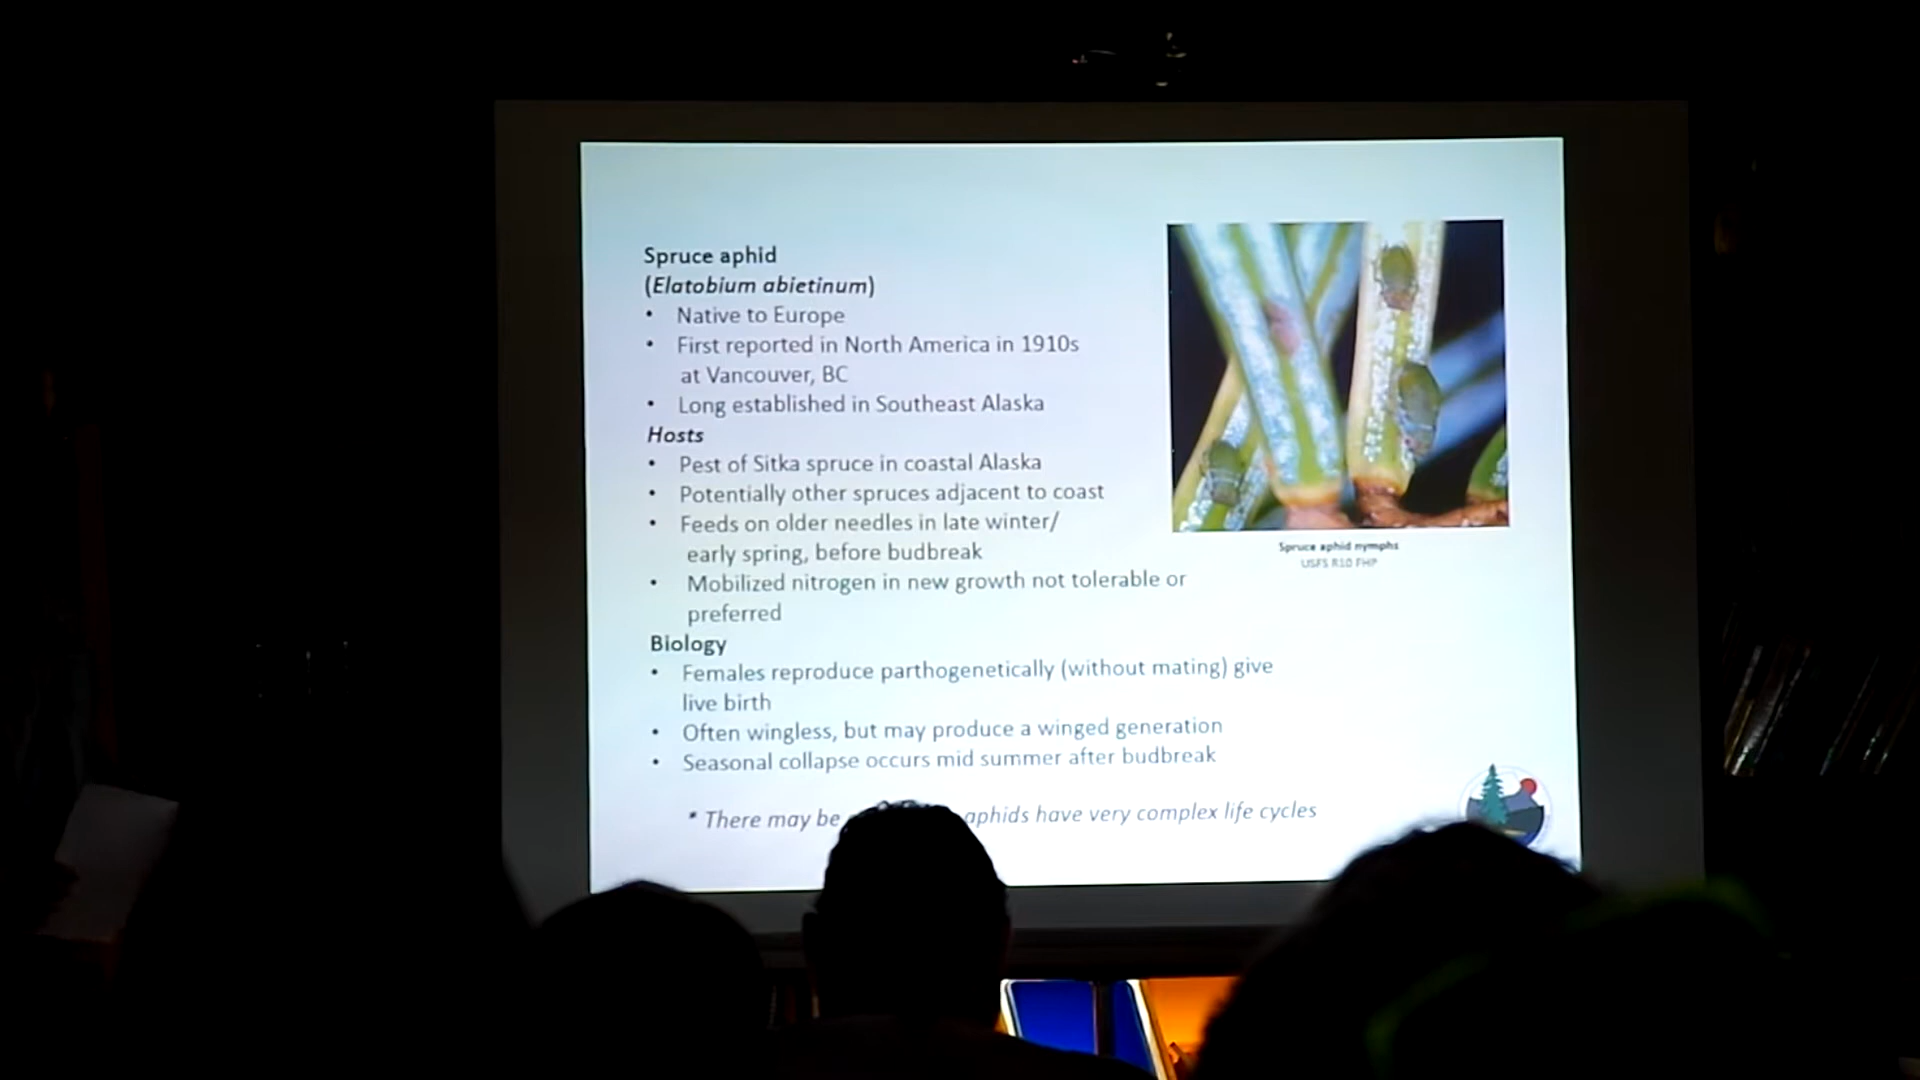 Spruce aphid
(Elatobium abietinum)
• Native to Europe
• First reported in North America in 1910s
at Vancouver, BC
• Long established in Southeast Alaska
Hosts
• Pest of Sitka spruce in coastal Alaska
• Potentially other spruces adjacent to coast
• Feeds on older needles in late winter/
early spring, before budbreak
• Mobilized nitrogen in new growth not tolerable or
preferred
Biology
• Females reproduce parthogenetically (without mating) give
live birth
• Often wingless, but may produce a winged generation
• Seasonal collapse occurs mid summer after budbreak
* There may be aphids have very complex life cycles
Spruce aphid nymphs
USFS R10 FHP